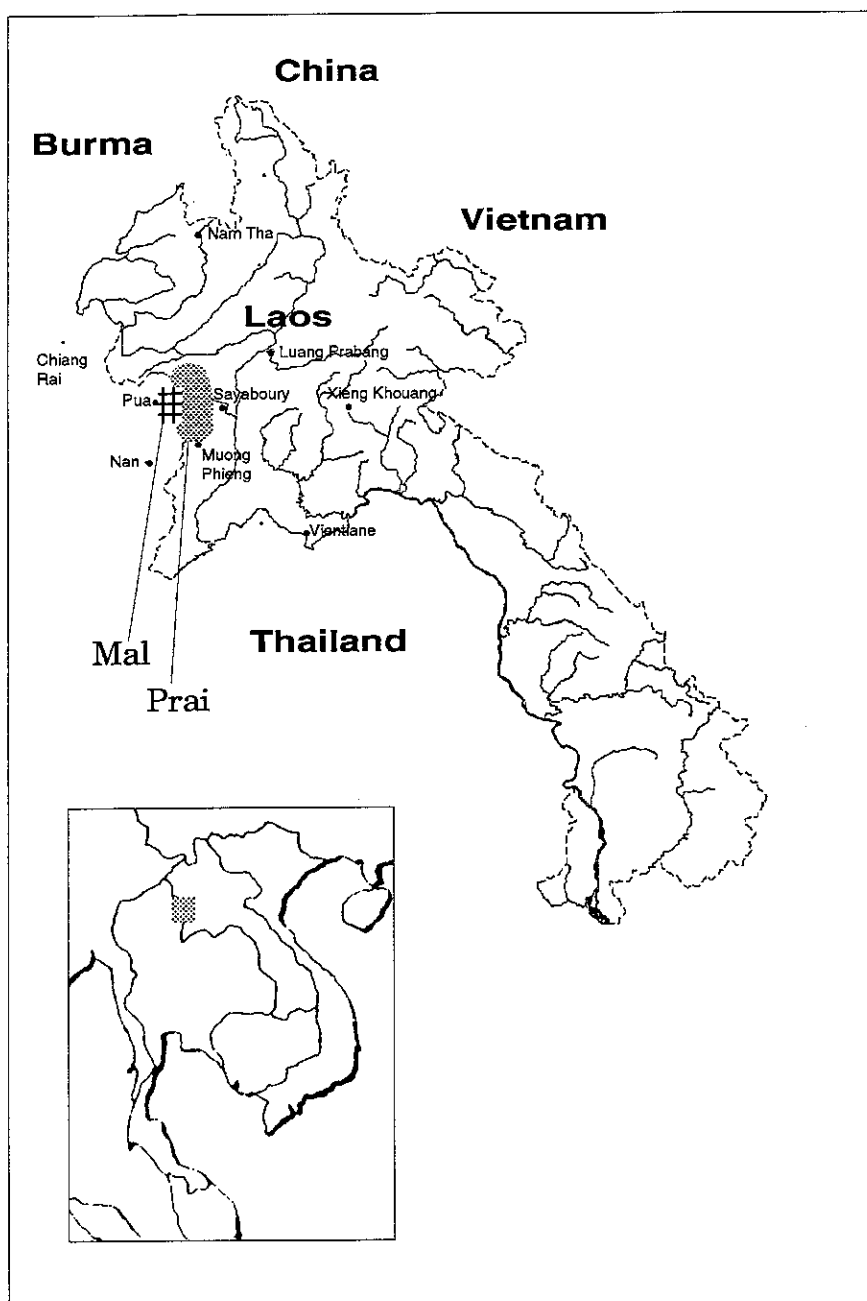 China
Burma
Vietnam
Nam Tha
Laos
Chiang
Rai
Luang Prabang
Pua
Sayaboury
Xieng Khouang
Nan
Muong
Phieng
Vientiane
Mal
Thailand
Prai